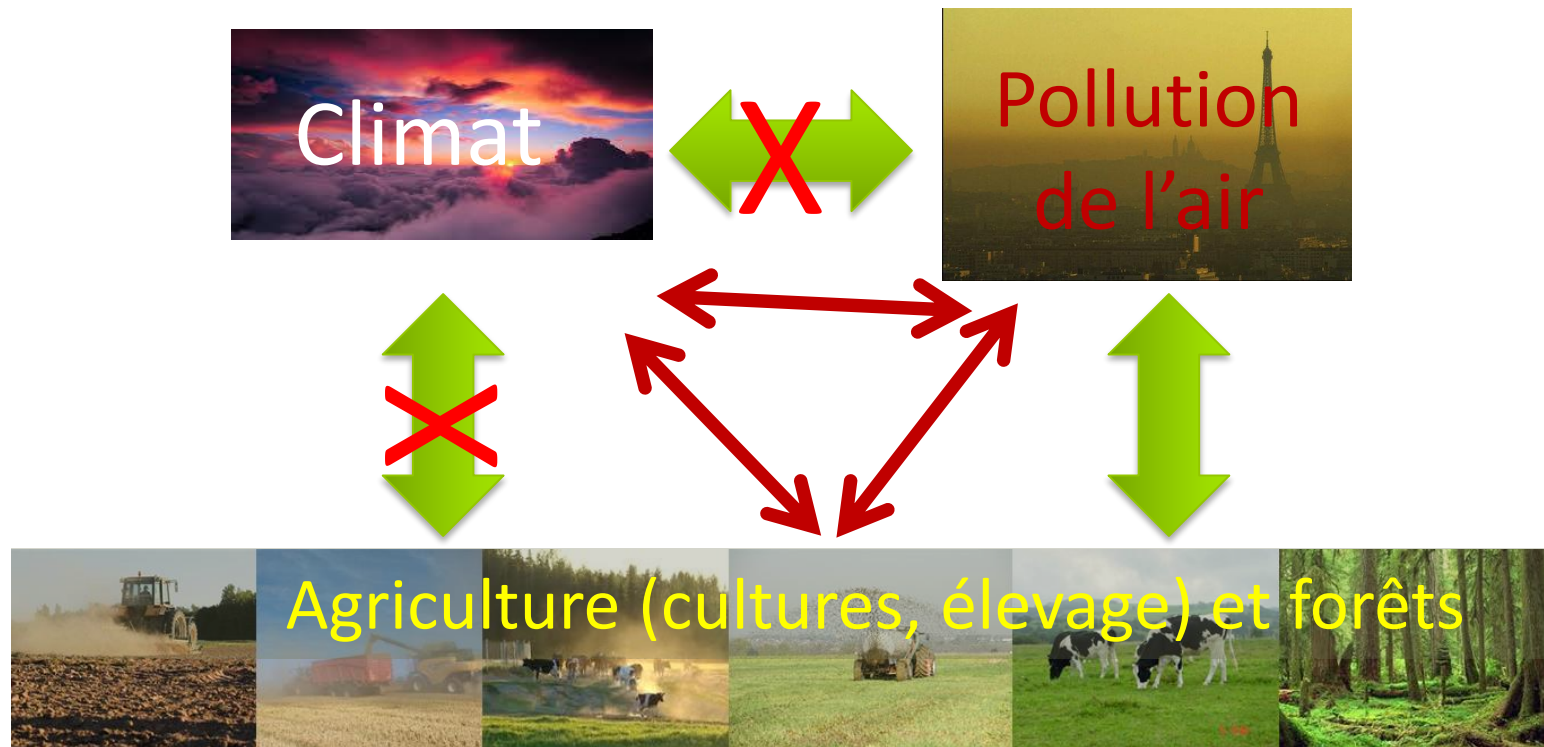 Climat
Pollution
de l’air
Agriculture (cultures, élevage) et forêts